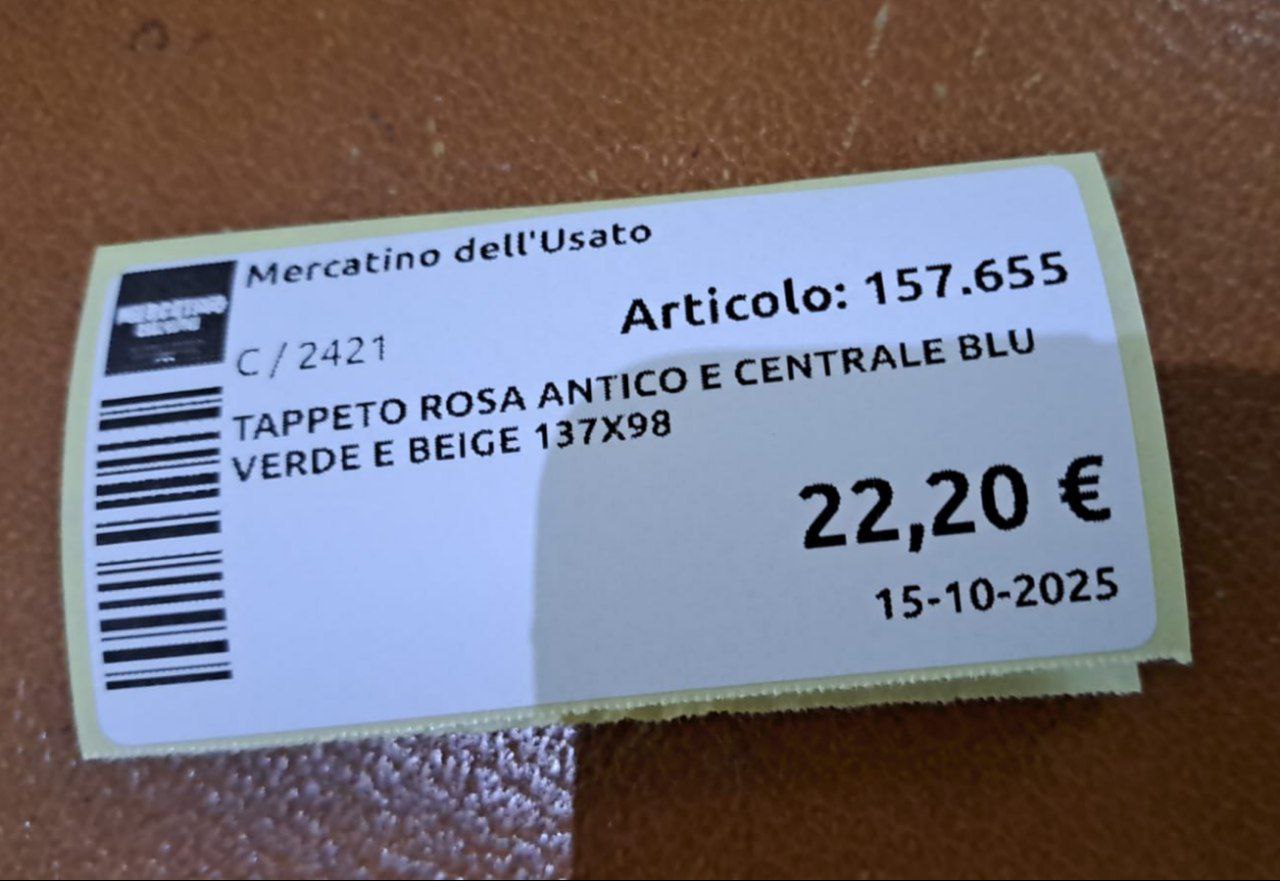 Mercatino dell'Usato
Articolo: 157.655
C / 2421
TAPPETO ROSA ANTICO E CENTRALE BLU
VERDE E BEIGE 137X98
22,20 €
15-10-2025